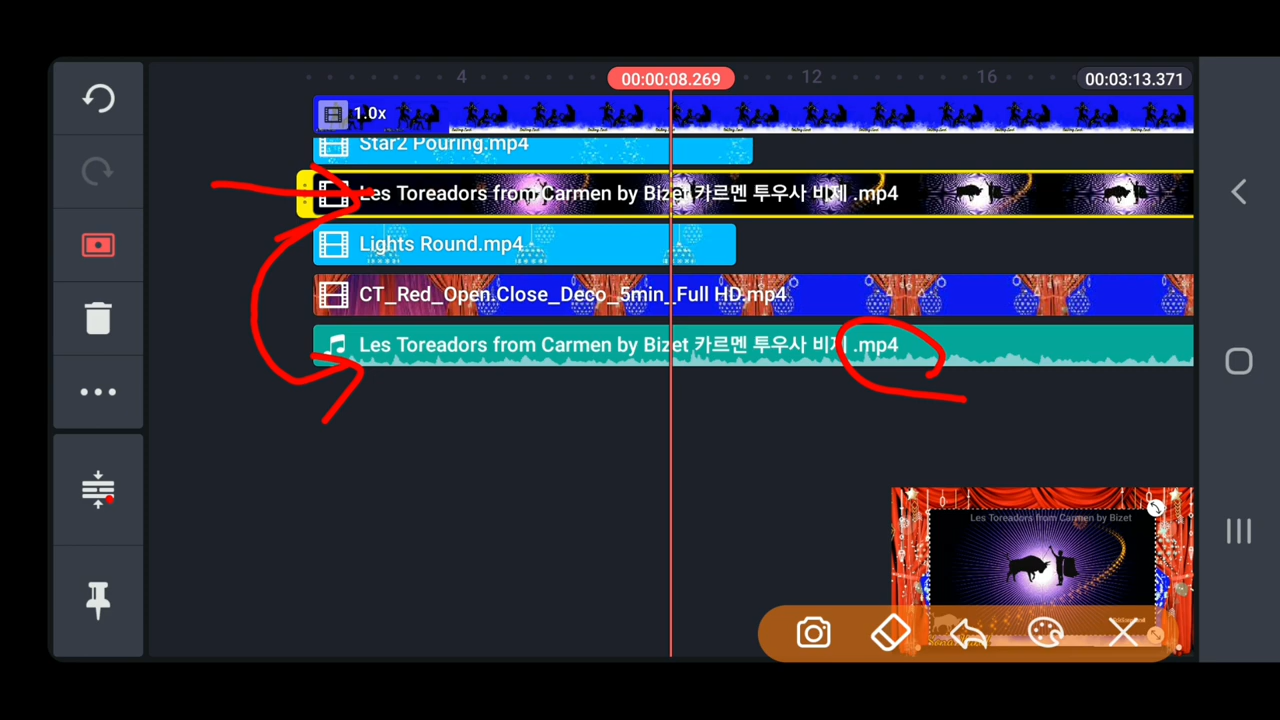 4
00:00:08.269
12
16
00:03:13.371
1.0x
Star2 Pouring.mp4
Les Toreadors from Carmen by Bizet 카르멘 투우사 비제 .mp4
Lights Round.mp4
CT_Red_Open.Close_Deco_5min_Full HD.mp4
Les Toreadors from Carmen by Bizet 카르멘 투우사 비제 .mp4
Les Toreadors from Carmen by Bizet